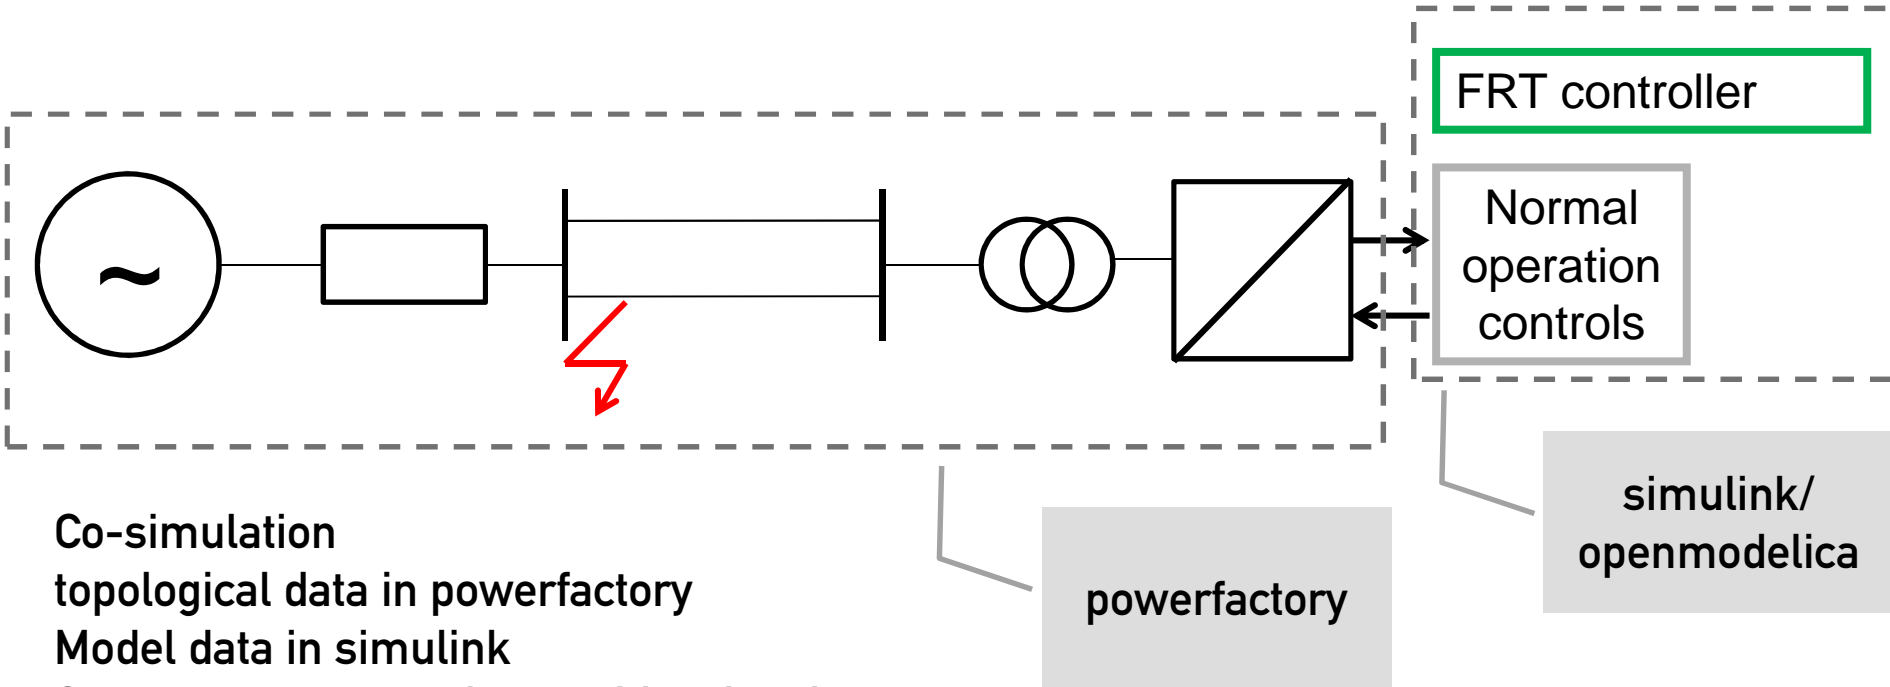 FRT controller
~
Normal
operation
controls
simulink/
openmodelica
powerfactory
Co-simulation
topological data in powerfactory
Model data in simulink